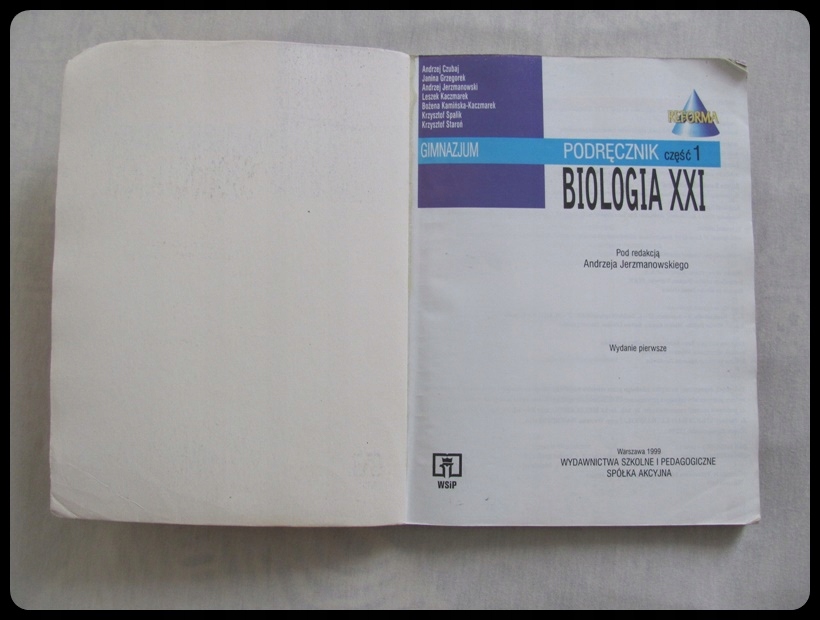 Andrzej Czubaj
Janina Grzegorek
Andrzej Jerzmanowski
Leszek Kaczmarek
Bożena Kamińska-Kaczmarek
Krzysztof Spalik
Krzysztof Staroń
REFORMA
GIMNAZJUM
PODRĘCZNIK część 1
BIOLOGIA XXI
Pod redakcją
Andrzeja Jerzmanowskiego
Wydanie pierwsze
WSiP
Warszawa 1999
WYDAWNICTWA SZKOLNE I PEDAGOGICZNE
SPÓŁKA AKCYJNA